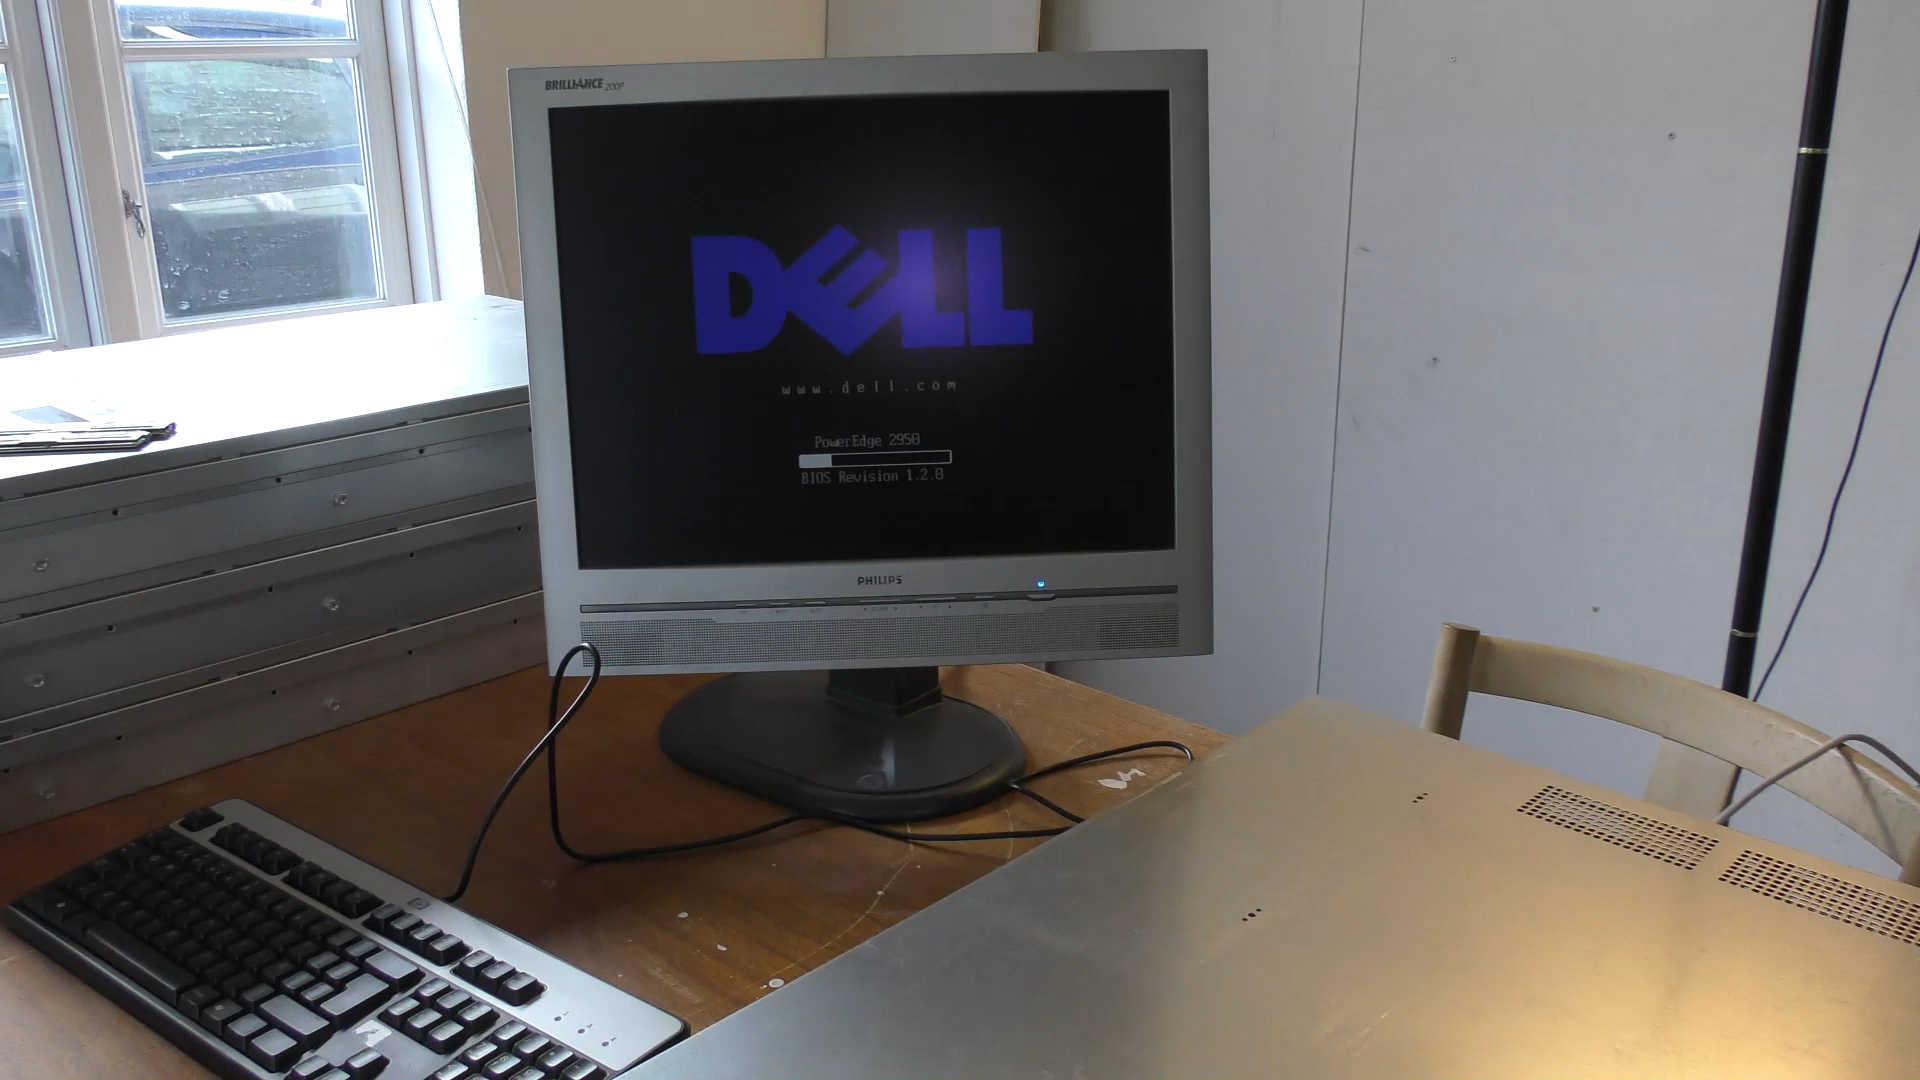 BRILLIANCE 200P
DELL
www.dell.com
PowerEdge 2950
BIOS Revision 1.2.0
PHILIPS